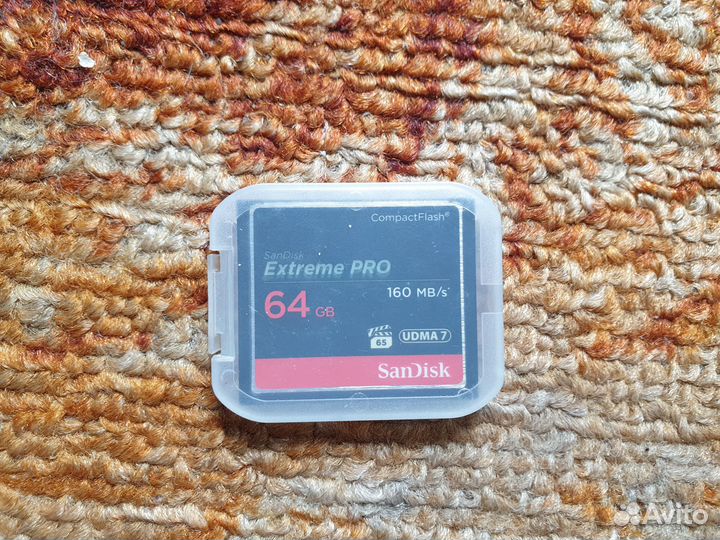 CompactFlash®
SanDisk
Extreme PRO
160 MB/s*
64 GB
65
UDMA 7
SanDisk
Avito